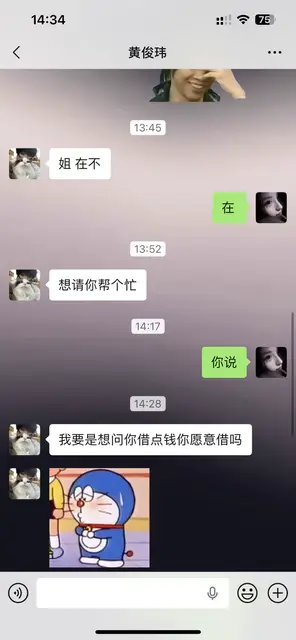 14:34
75
黄俊玮
13:45
姐 在不
在
13:52
想请你帮个忙
14:17
你说
14:28
我要是想问你借点钱你愿意借吗